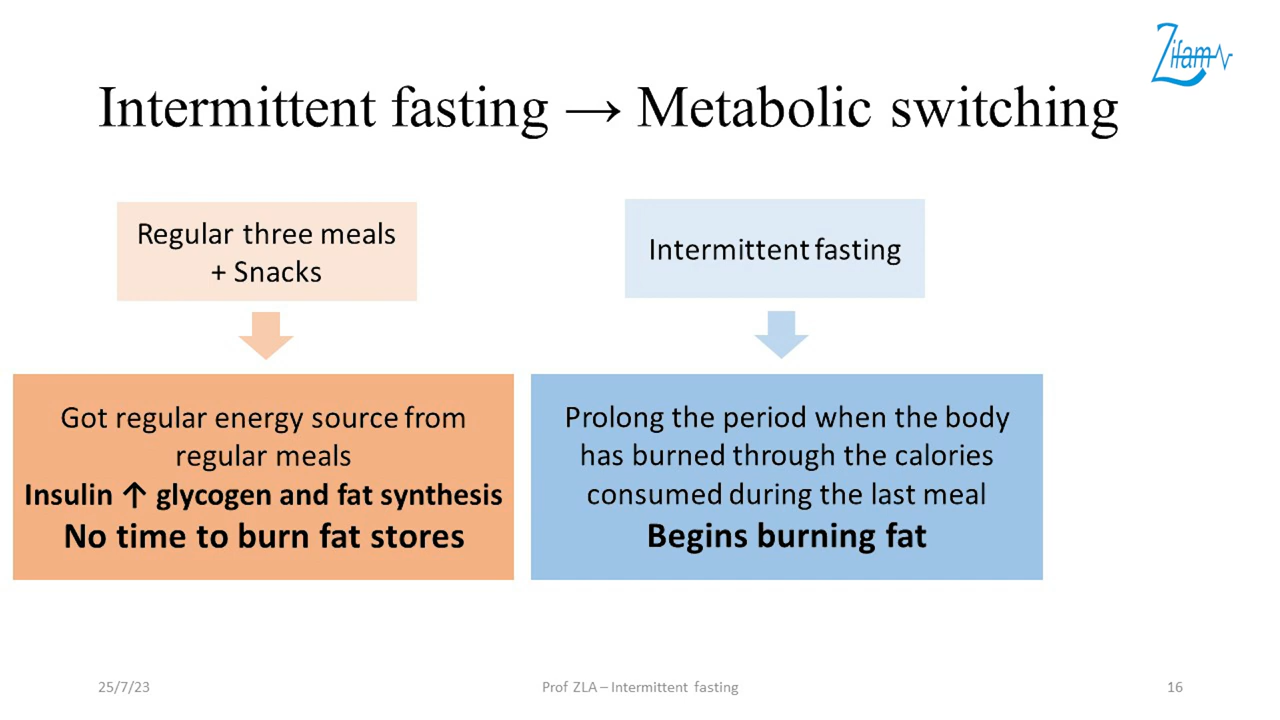 Zifam
Intermittent fasting → Metabolic switching
Regular three meals
+ Snacks
Intermittent fasting
Got regular energy source from
regular meals
Insulin ↑ glycogen and fat synthesis
No time to burn fat stores
Prolong the period when the body
has burned through the calories
consumed during the last meal
Begins burning fat
25/7/23
Prof ZLA – Intermittent fasting
16